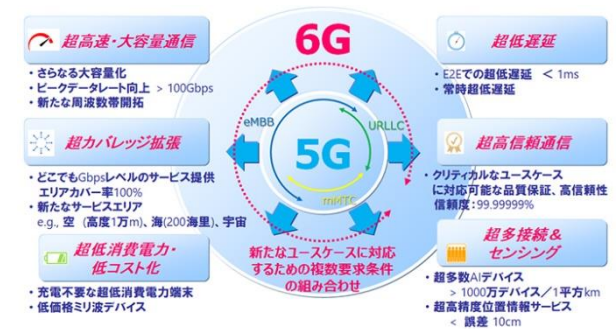 超高速・大容量通信
・さらなる大容量化
・ピークデータレート向上 > 100Gbps
・新たな周波数帯開拓
超カバレッジ拡張
・どこでもGbpsレベルのサービス提供
エリアカバー率100%
・新たなサービスエリア
e.g., 空 (高度1万m)、海(200海里)、宇宙
超低消費電力・
低コスト化
・充電不要な超低消費電力端末
・低価格ミリ波デバイス
6G
eMBB
URLLC
5G
mMTC
新たなユースケースに対応
するための複数要求条件
の組み合わせ
超低遅延
・E2Eでの超低遅延 < 1ms
・常時超低遅延
超高信頼通信
・クリティカルなユースケース
に対応可能な品質保証、高信頼性
信頼度:99.99999%
超多接続&
センシング
・超多数AIデバイス
> 1000万デバイス/1平方km
・超高精度位置情報サービス
< 誤差 10cm